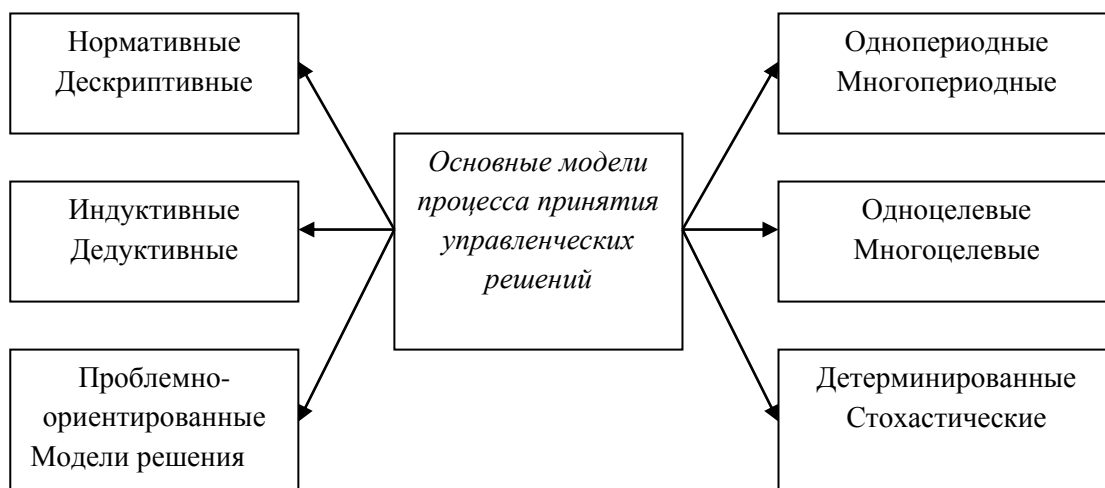 Нормативные
Дескриптивные
Индуктивные
Дедуктивные
Проблемно-
ориентированные
Модели решения
Основные модели
процесса принятия
управленческих
решений
Однопериодные
Многопериодные
Одноцелевые
Многоцелевые
Детерминированные
Стохастические